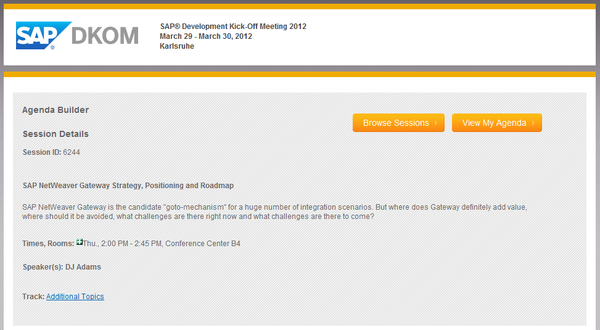 SAP® DKOM
SAP® Development Kick-Off Meeting 2012
March 29 - March 30, 2012
Karlsruhe
Agenda Builder
Browse Sessions ›
View My Agenda ›
Session Details
Session ID: 6244
SAP NetWeaver Gateway Strategy, Positioning and Roadmap
SAP NetWeaver Gateway is the candidate "goto-mechanism" for a huge number of integration scenarios. But where does Gateway definitely add value,
where should it be avoided, what challenges are there right now and what challenges are there to come?
Times, Rooms: Thu., 2:00 PM - 2:45 PM, Conference Center B4
Speaker(s): DJ Adams
Track: Additional Topics